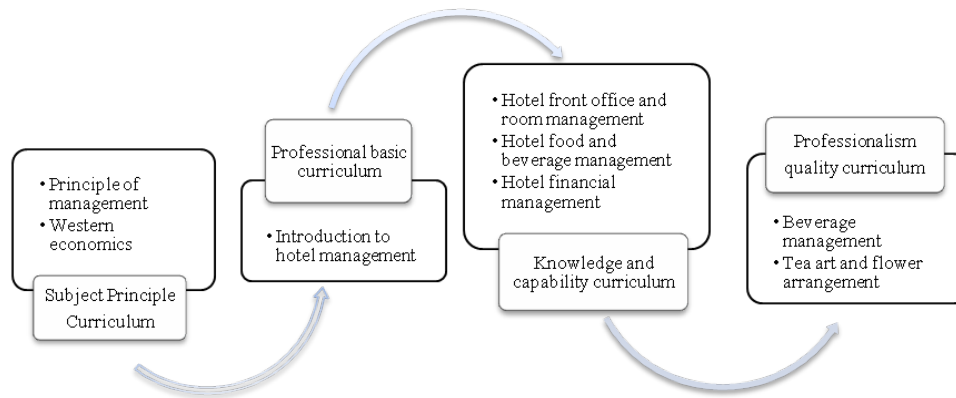 • Principle of
management
• Western
economics
Subject Principle
Curriculum
Professional basic
curriculum
• Introduction to
hotel management
• Hotel front office and
room management
• Hotel food and
beverage management
• Hotel financial
management
Knowledge and
capability curriculum
Professionalism
quality curriculum
• Beverage
management
• Tea art and flower
arrangement